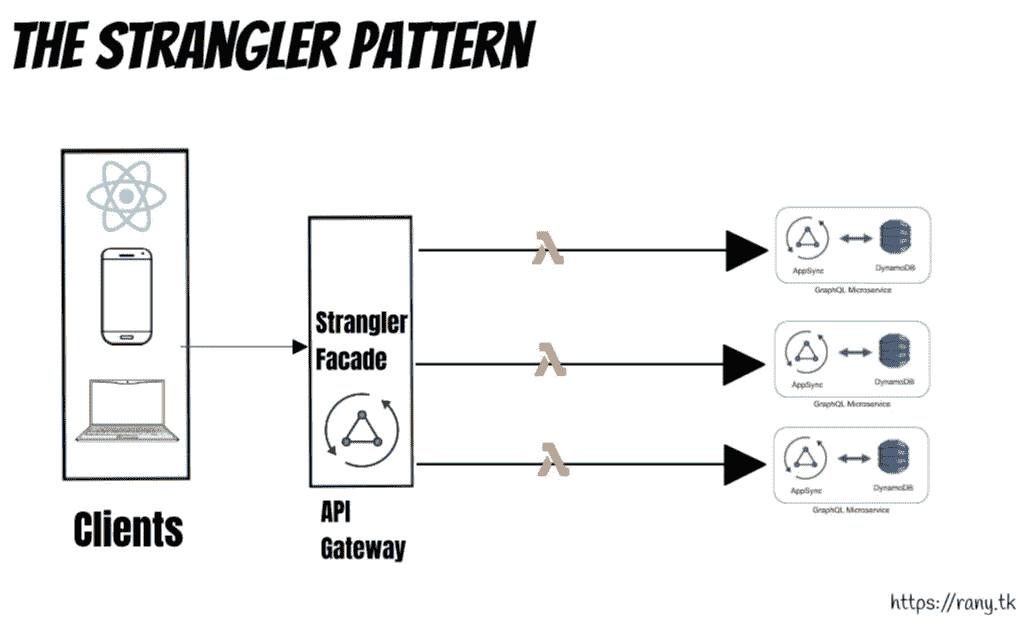 THE STRANGLER PATTERN
Strangler
Facade
API
Gateway
Clients
AppSync
DynamoDB
GraphQL Microservice
AppSync
DynamoDB
GraphQL Microservice
AppSync
DynamoDB
GraphQL Microservice
https://rany.tk